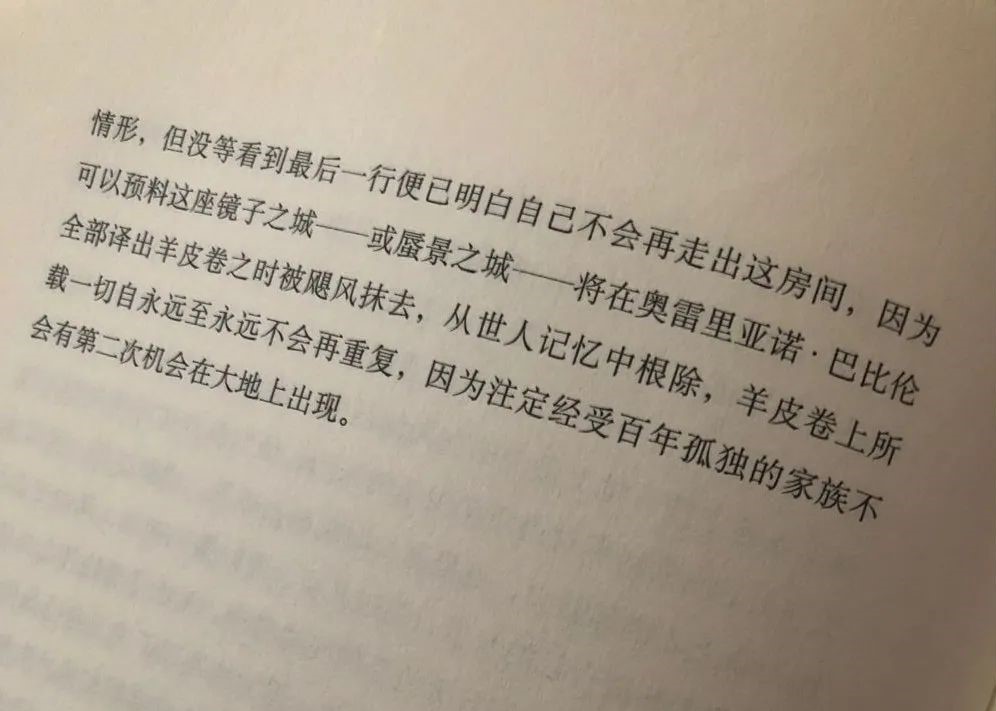 情形，但没等看到最后一行便已明白自己不会再走出这房间，因为
可以预料这座镜子之城——或蜃景之城——将在奥雷里亚诺·巴比伦
全部译出羊皮卷之时被飓风抹去，从世人记忆中根除，羊皮卷上所
载一切自永远至永远不会再重复，因为注定经受百年孤独的家族不
会有第二次机会在大地上出现。